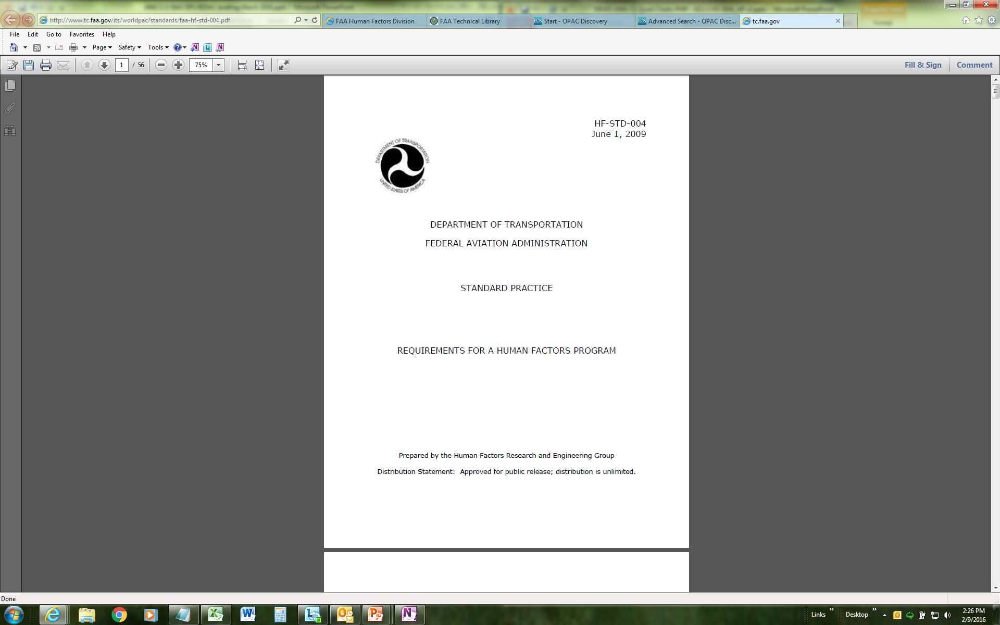 http://www.tc.faa.gov/its/worldpac/standards/faa-hf-std-004.pdf
FAA Human Factors Division
FAA Technical Library
EOS Start - OPAC Discovery
EOS Advanced Search - OPAC Disc...
tc.faa.gov
File Edit Go to Favorites Help
Page Safety Tools
1 / 56 75% Fill & Sign Comment
HF-STD-004
June 1, 2009
DEPARTMENT OF TRANSPORTATION
UNITED STATES OF AMERICA
DEPARTMENT OF TRANSPORTATION
FEDERAL AVIATION ADMINISTRATION
STANDARD PRACTICE
REQUIREMENTS FOR A HUMAN FACTORS PROGRAM
Prepared by the Human Factors Research and Engineering Group
Distribution Statement: Approved for public release; distribution is unlimited.
Done
Links » Desktop » 2:26 PM
2/9/2016